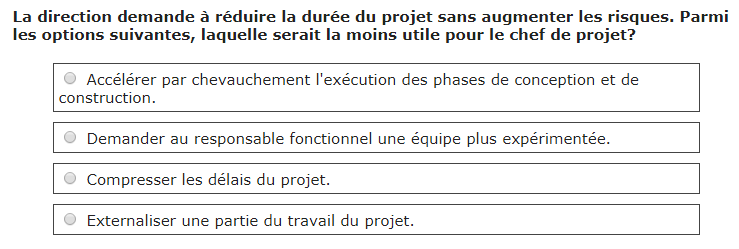 La direction demande à réduire la durée du projet sans augmenter les risques. Parmi
les options suivantes, laquelle serait la moins utile pour le chef de projet?
Accélérer par chevauchement l'exécution des phases de conception et de
construction.
Demander au responsable fonctionnel une équipe plus expérimentée.
Compresser les délais du projet.
Externaliser une partie du travail du projet.